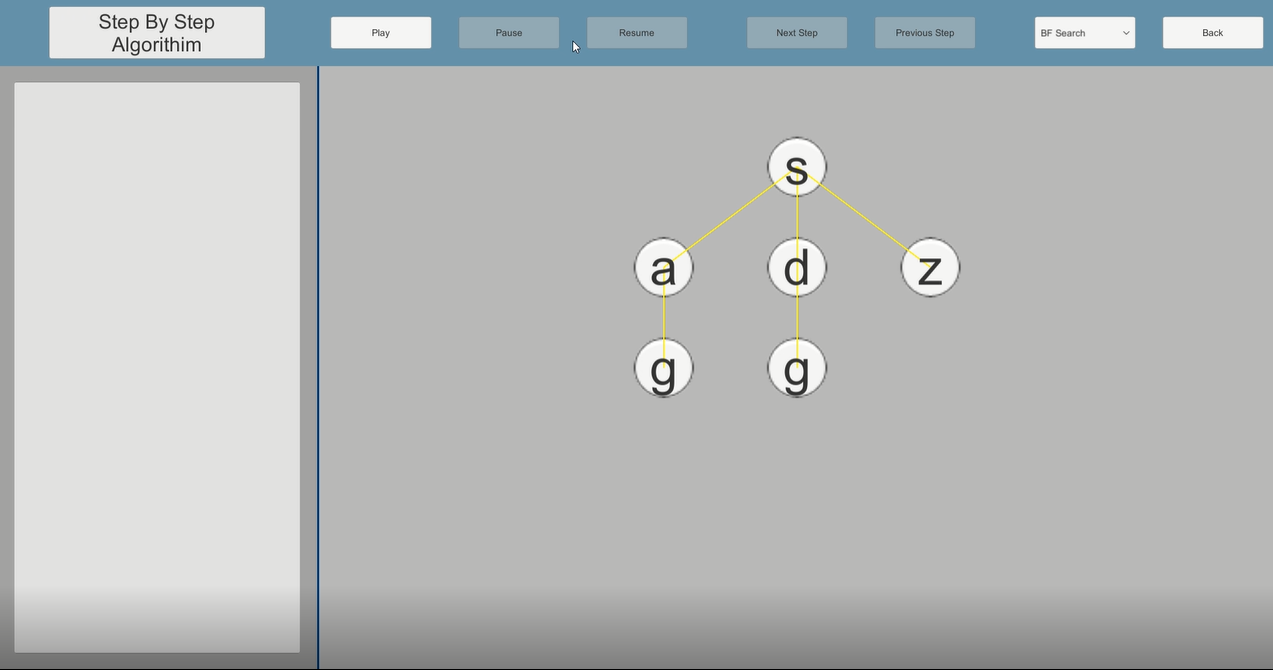 Step By Step
Algorithim
Play
Pause
Resume
Next Step
Previous Step
BF Search
Back
s
a
d
z
g
g